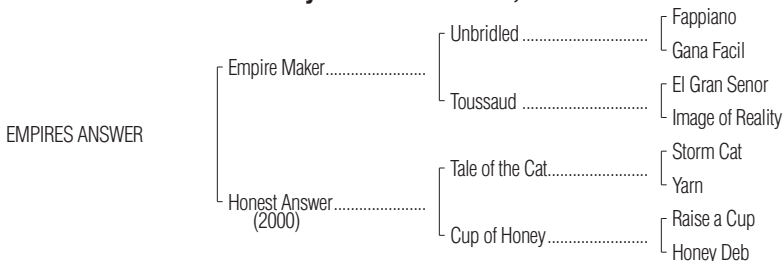 Fappiano
Unbridled
Gana Facil
Empire Maker
El Gran Senor
Toussaud
Image of Reality
EMPIRES ANSWER
Storm Cat
Tale of the Cat
Yarn
Honest Answer
(2000)
Raise a Cup
Cup of Honey
Honey Deb